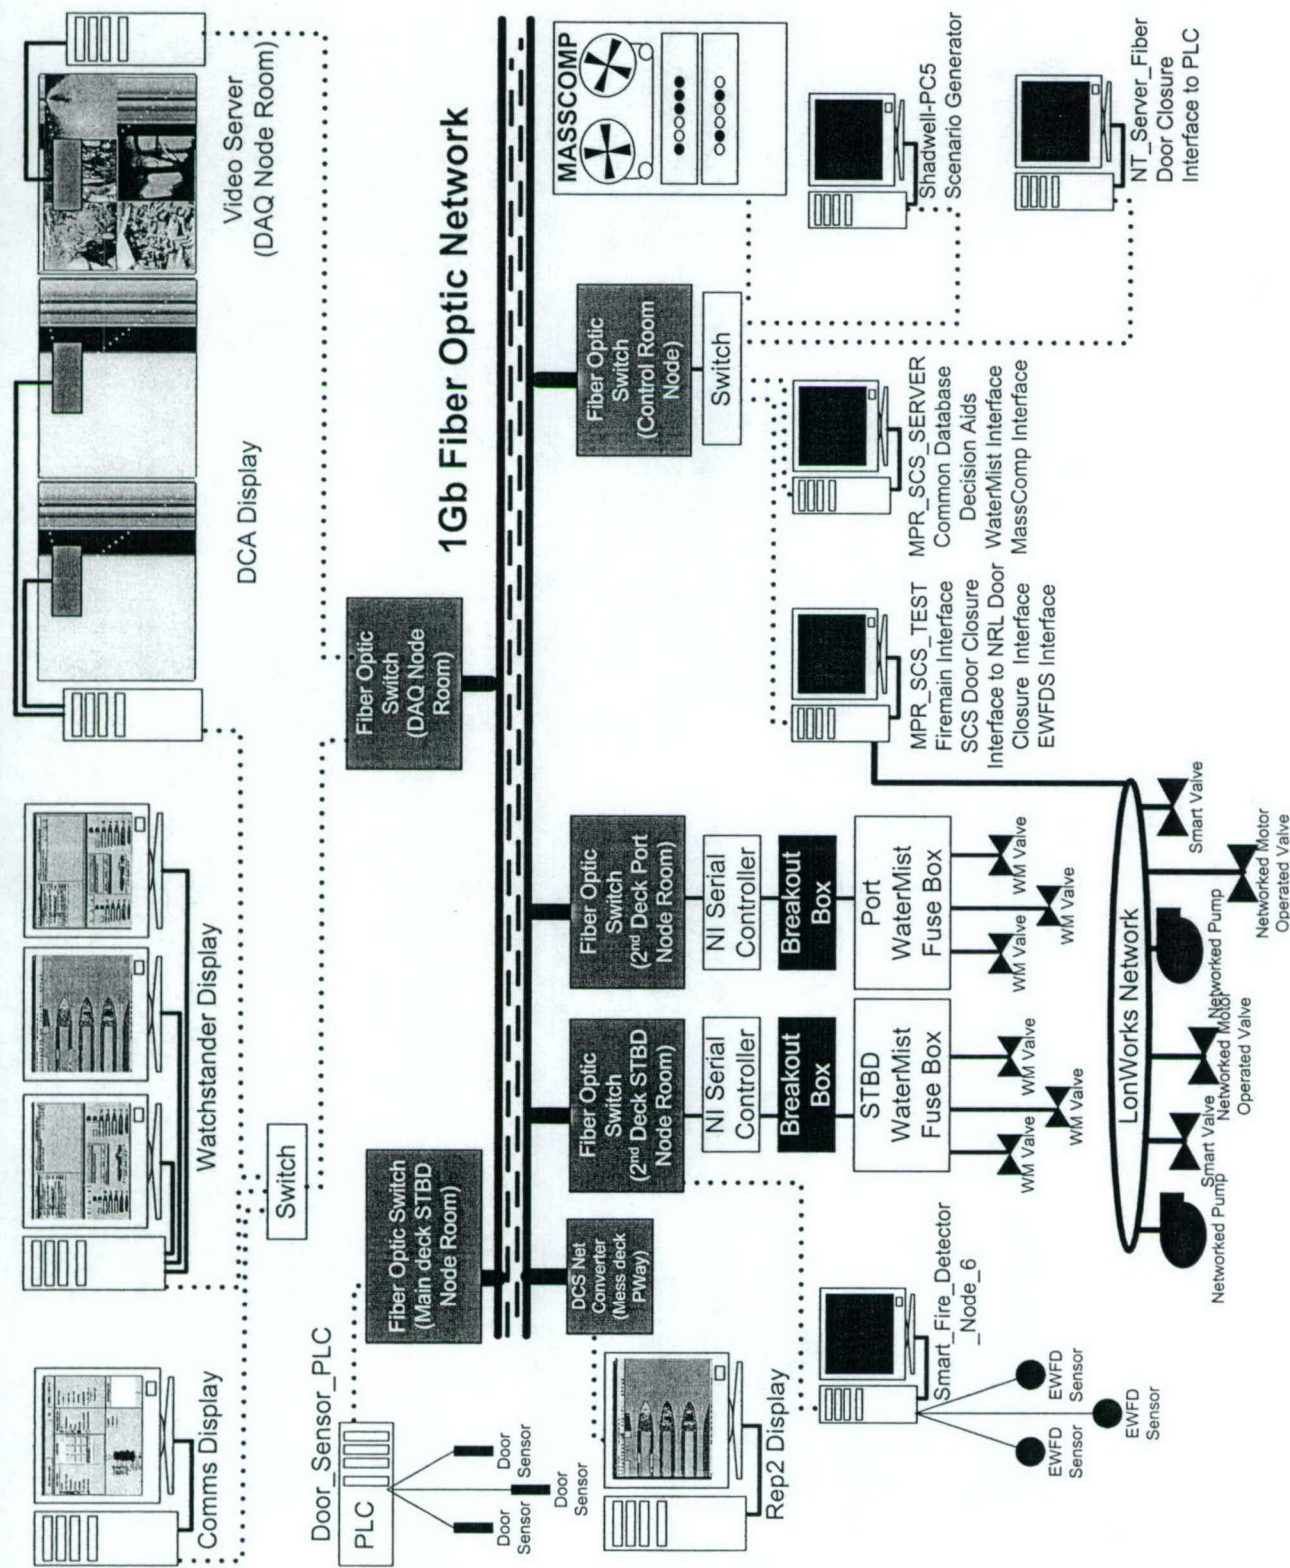 Comms Display
Watchstander Display
DCA Display
Video Server
(DAQ Node Room)
Switch
Fiber Optic
Switch
(DAQ Node
Room)
1Gb Fiber Optic Network
Door_Sensor_PLC
PLC
Door
Sensor
Door
Sensor
Door
Sensor
Fiber Optic Switch
(Main deck STBD
Node Room)
DCS Net
Converter
(Mess deck
PWay)
Rep2 Display
Fiber Optic
Switch
(2nd Deck STBD
Node Room)
NI Serial
Controller
Breakout
Box
STBD
WaterMist
Fuse Box
WM Valve
WM Valve
WM Valve
Fiber Optic
Switch
(2nd Deck Port
Node Room)
NI Serial
Controller
Breakout
Box
Port
WaterMist
Fuse Box
WM Valve
WM Valve
WM Valve
Smart_Fire_Detector
_Node_6
EWFD
Sensor
EWFD
Sensor
EWFD
Sensor
Fiber Optic
Switch
(Control Room
Node)
Switch
MASSCOMP
Shadwell-PC5
Scenario Generator
NT_Server_Fiber
Door Closure
Interface to PLC
MPR_SCS_SERVER
Common Database
Decision Aids
WaterMist Interface
MassComp Interface
MPR_SCS_TEST
Firemain Interface
SCS Door Closure
Interface to NRL Door
Closure Interface
EWFDS Interface
LonWorks Network
Networked Pump
Smart Valve
Networked Motor
Operated Valve
Networked Pump
Networked Motor
Operated Valve
Smart Valve